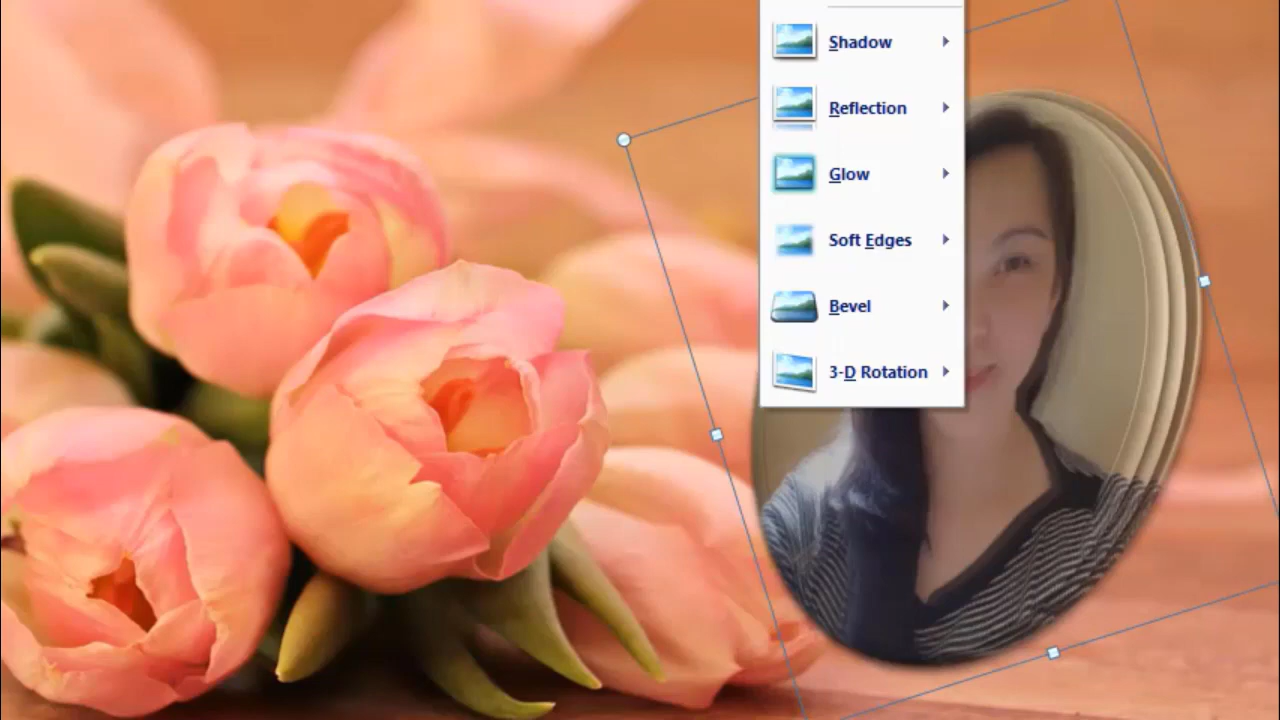 Shadow
Reflection
Glow
Soft Edges
Bevel
3-D Rotation